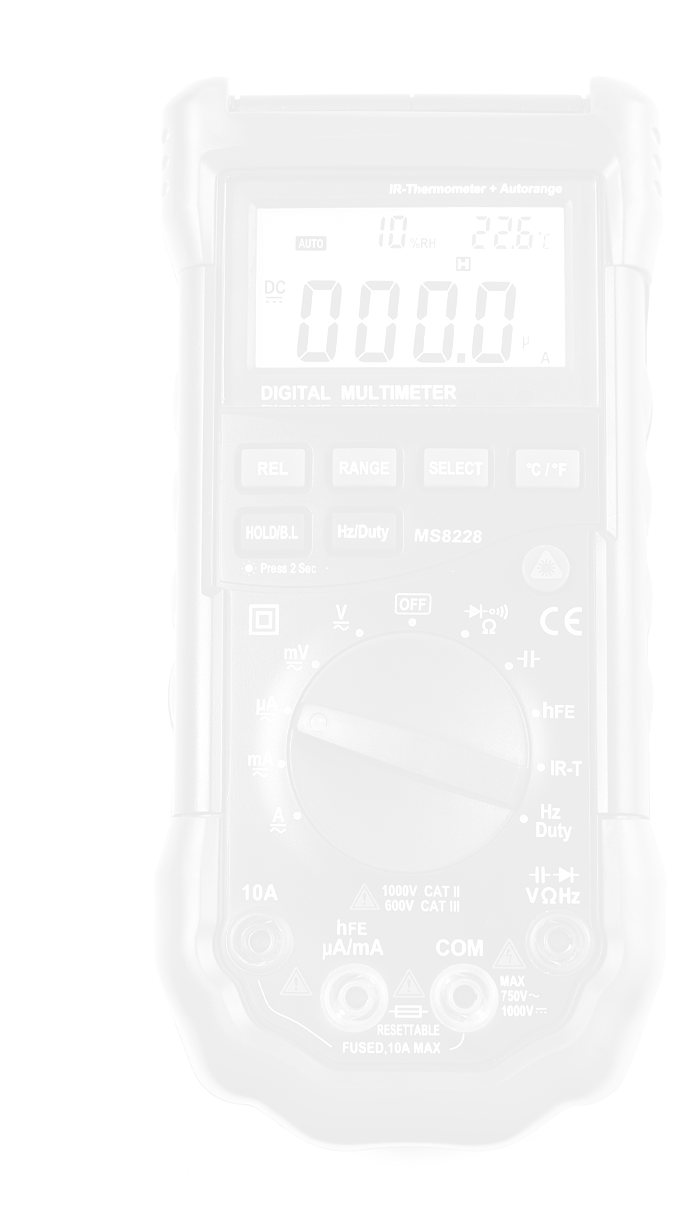 IR-Thermometer + Autorange
AUTO 10 %RH 22.6 °C
H
DC 000.0 µ A
DIGITAL MULTIMETER
REL RANGE SELECT °C / °F
HOLD/B.L Hz/Duty MS8228
Press 2 Sec
OFF
V
Ω
CE
mV
µA
hFE
mA
IR-T
A
Hz
Duty
10A
1000V CAT II
600V CAT III
VΩHz
hFE
µA/mA
COM
MAX
750V~
1000V
RESETTABLE
FUSED,10A MAX